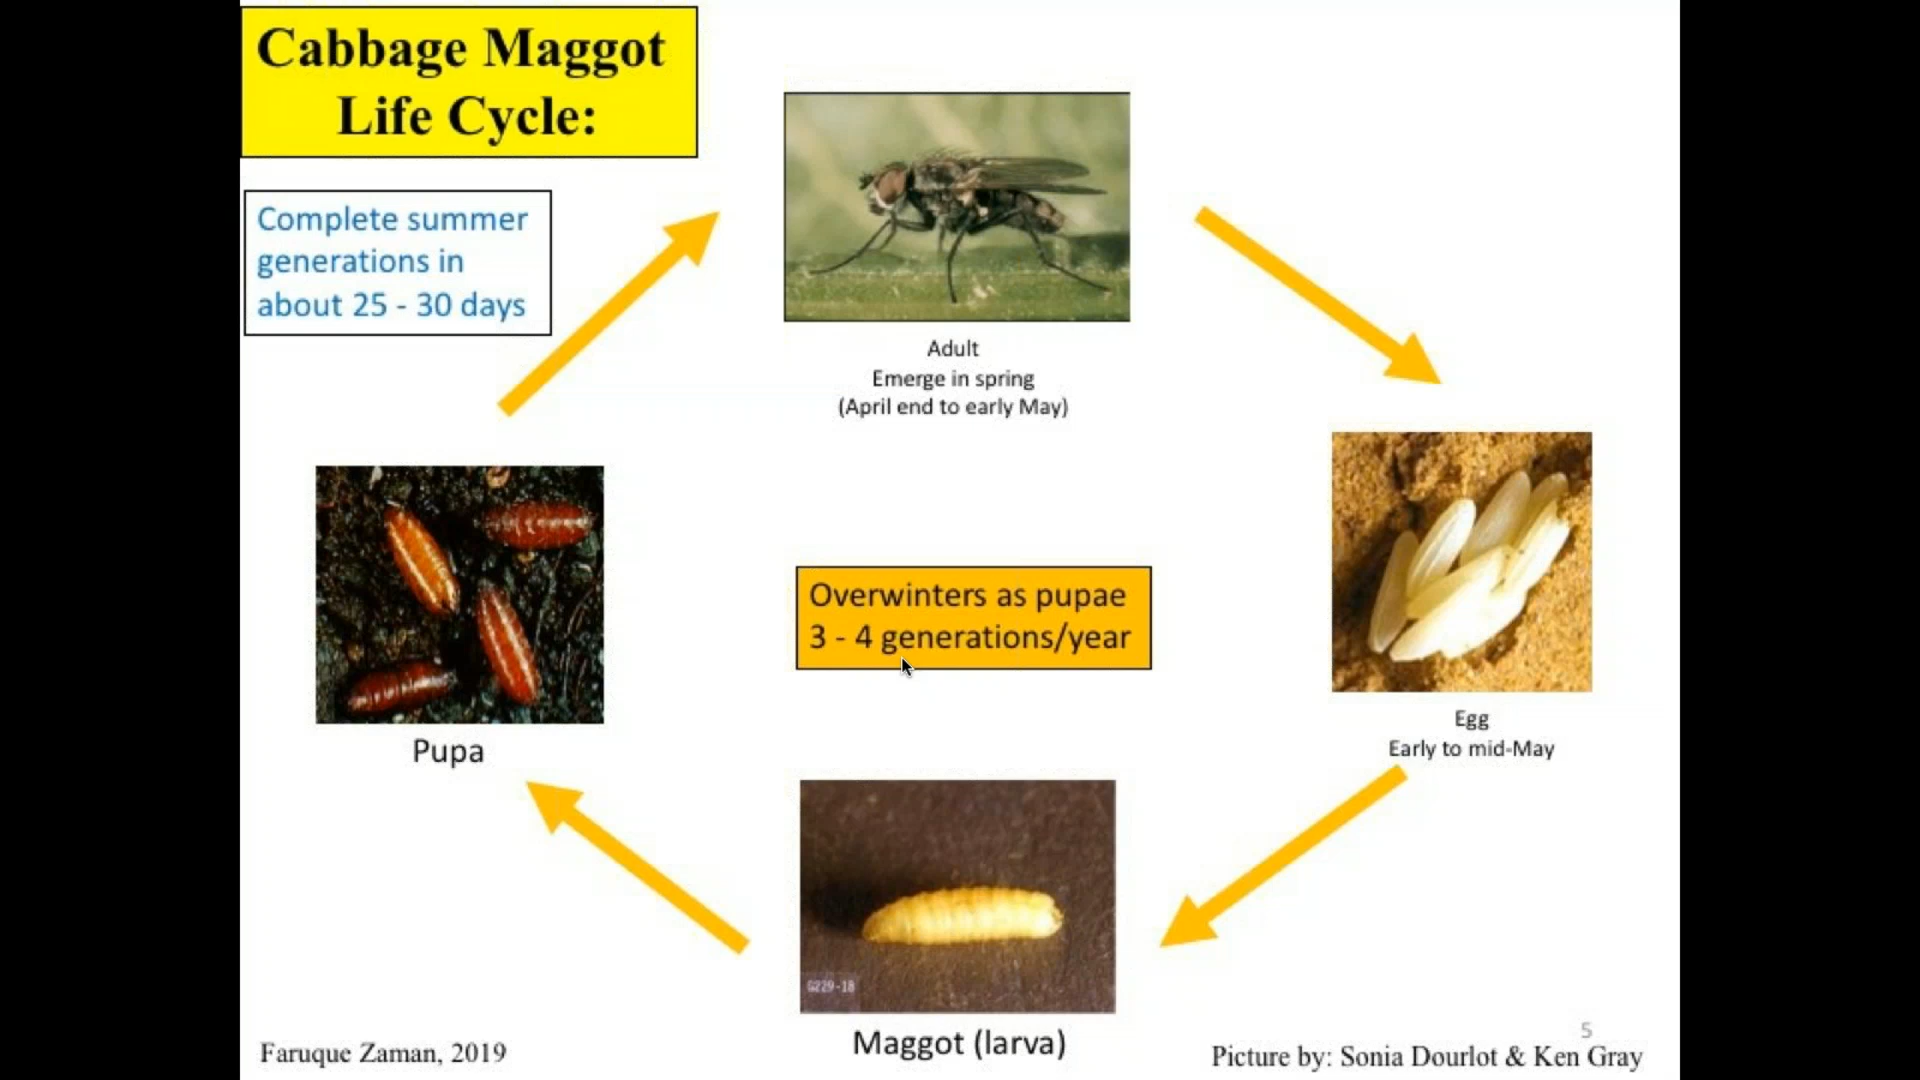 Cabbage Maggot
Life Cycle:
Complete summer
generations in
about 25 - 30 days
Adult
Emerge in spring
(April end to early May)
Overwinters as pupae
3 - 4 generations/year
Egg
Early to mid-May
Pupa
G229-18
Maggot (larva)
Faruque Zaman, 2019
5
Picture by: Sonia Dourlot & Ken Gray